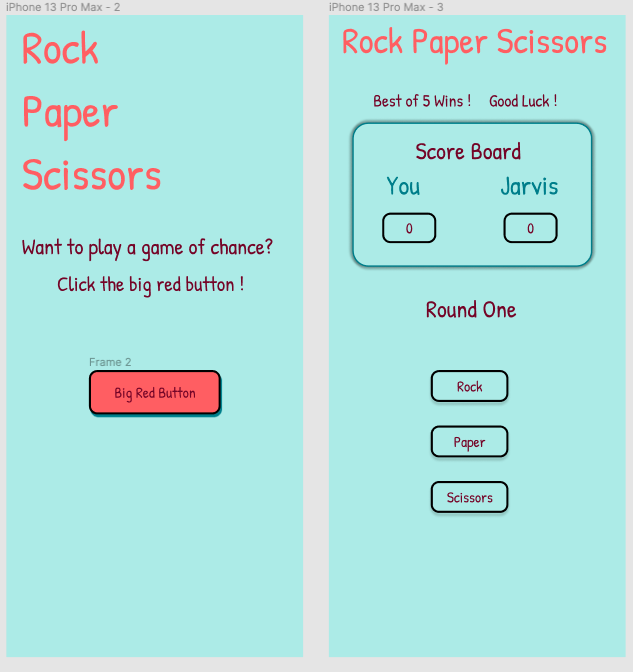 iPhone 13 Pro Max - 2
Rock
Paper
Scissors
Want to play a game of chance?
Click the big red button !
Frame 2
Big Red Button
iPhone 13 Pro Max - 3
Rock Paper Scissors
Best of 5 Wins ! Good Luck !
Score Board
You Jarvis
0 0
Round One
Rock
Paper
Scissors